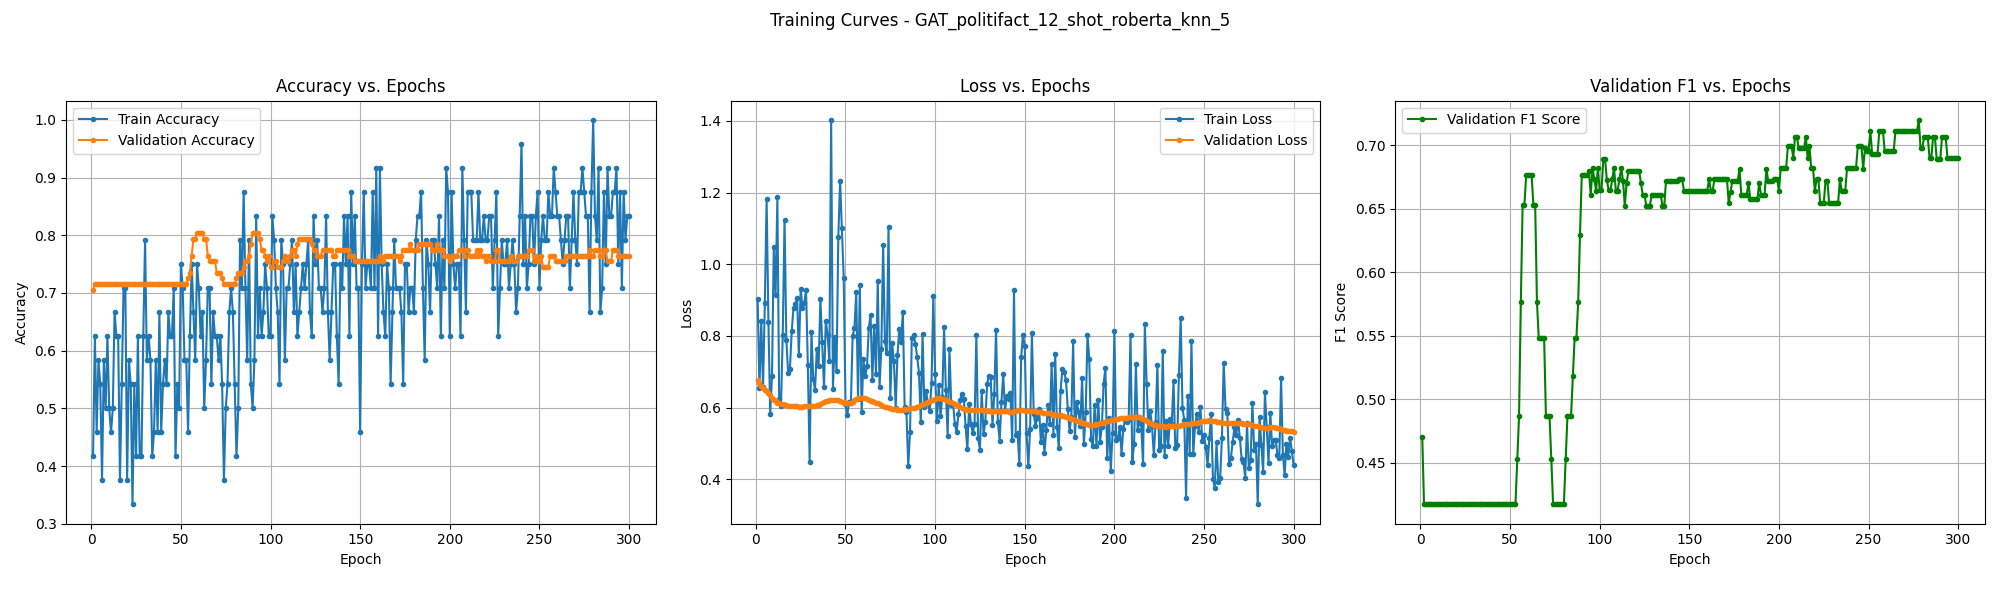 Training Curves - GAT_politifact_12_shot_roberta_knn_5
Accuracy vs. Epochs
Train Accuracy
Validation Accuracy
1.0
0.9
0.8
0.7
0.6
0.5
0.4
0.3
Accuracy
0 50 100 150 200 250 300
Epoch
Loss vs. Epochs
Train Loss
Validation Loss
1.4
1.2
1.0
0.8
0.6
0.4
Loss
0 50 100 150 200 250 300
Epoch
Validation F1 vs. Epochs
Validation F1 Score
0.70
0.65
0.60
0.55
0.50
0.45
F1 Score
0 50 100 150 200 250 300
Epoch